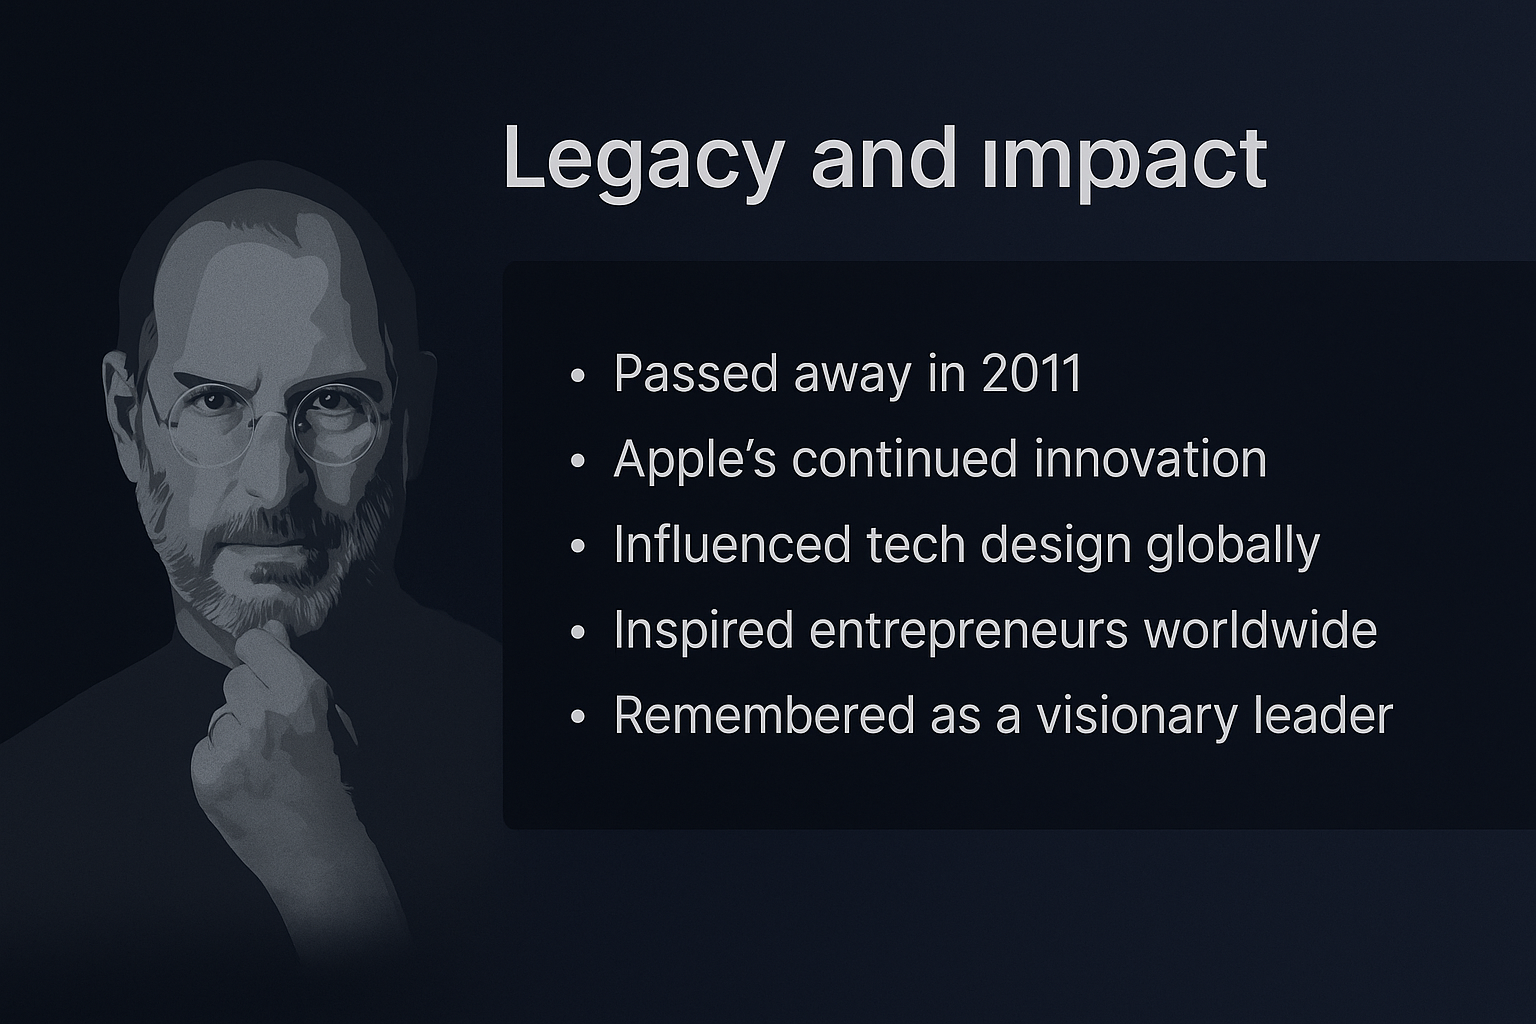 Legacy and ımpact
• Passed away in 2011
• Apple’s continued innovation
• Influenced tech design globally
• Inspired entrepreneurs worldwide
• Remembered as a visionary leader